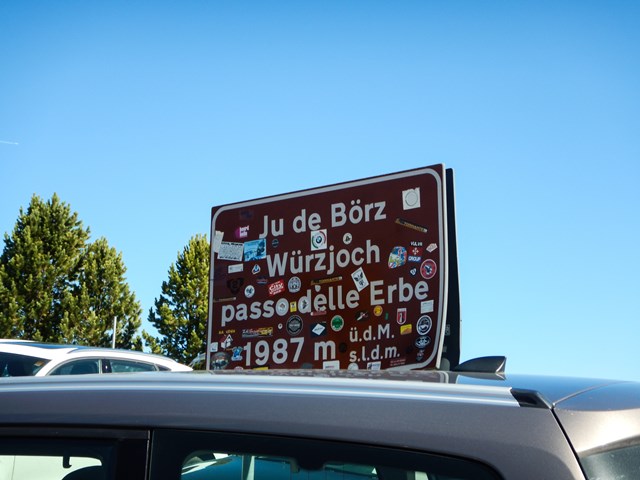 Ju de Börz
Würzjoch
passo delle Erbe
1987 m ü.d.M.
s.l.d.m.